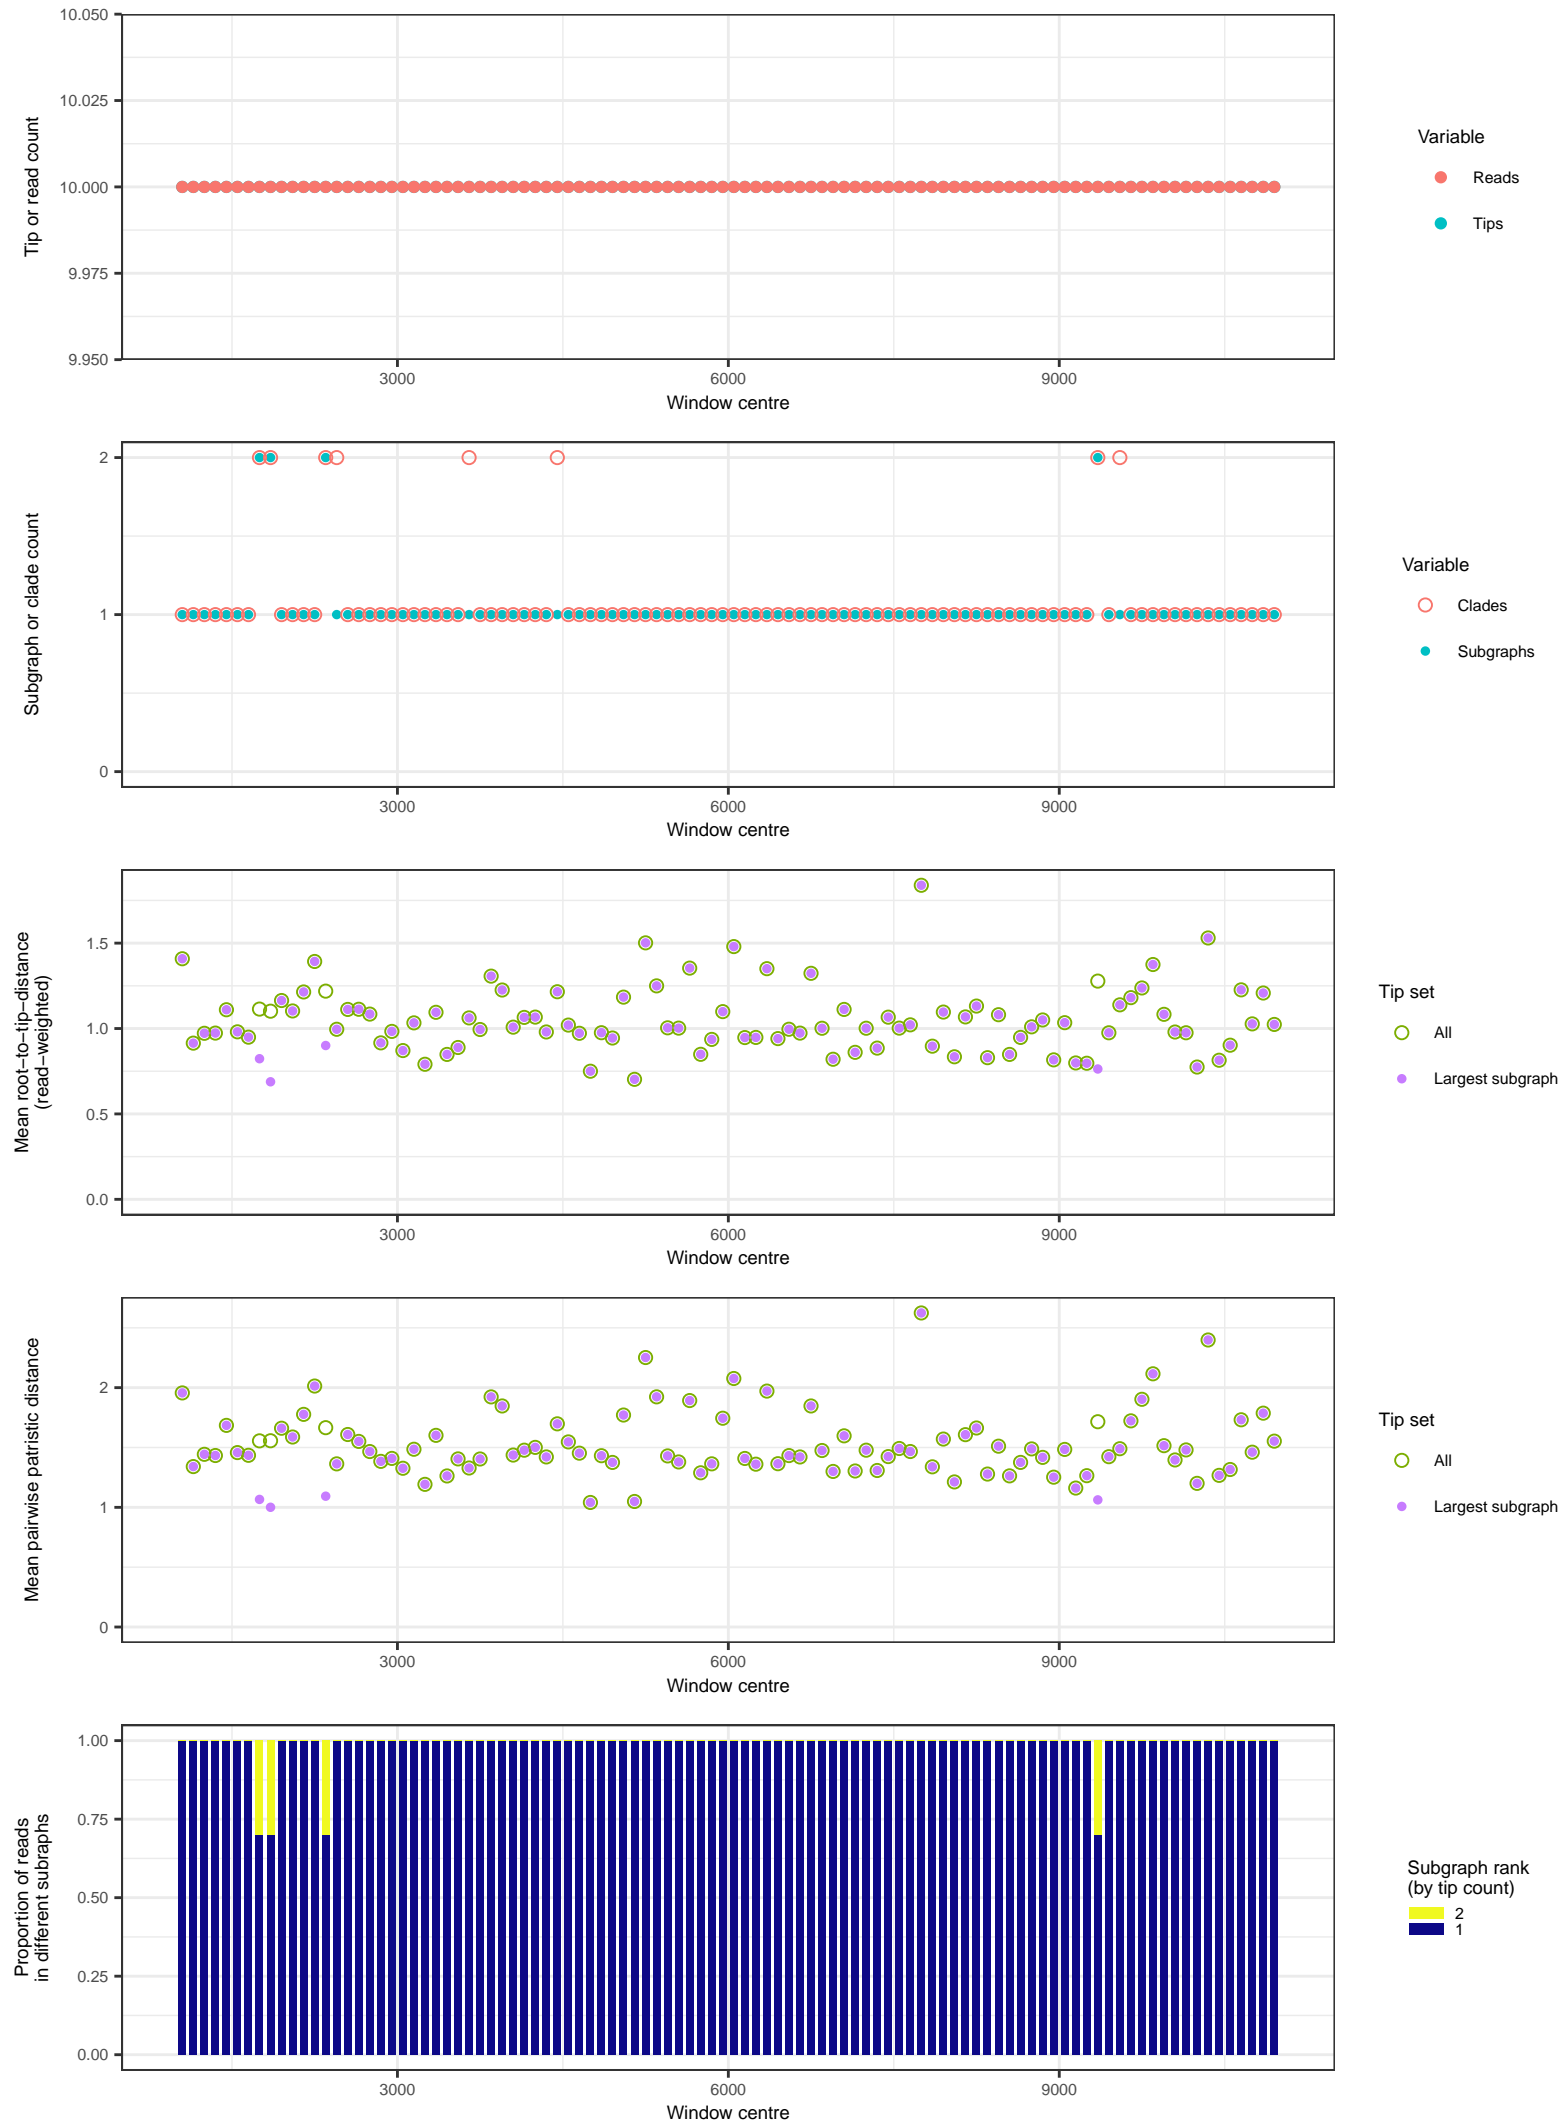 10.050
10.025
10.000
9.975
9.950
Tip or read count
3000 6000 9000
Window centre
Variable
Reads
Tips
2
1
0
Subgraph or clade count
3000 6000 9000
Window centre
Variable
Clades
Subgraphs
1.5
1.0
0.5
0.0
Mean root−to−tip−distance
(read−weighted)
3000 6000 9000
Window centre
Tip set
All
Largest subgraph
2
1
0
Mean pairwise patristic distance
3000 6000 9000
Window centre
Tip set
All
Largest subgraph
1.00
0.75
0.50
0.25
0.00
Proportion of reads
in different subraphs
3000 6000 9000
Window centre
Subgraph rank
(by tip count)
2
1